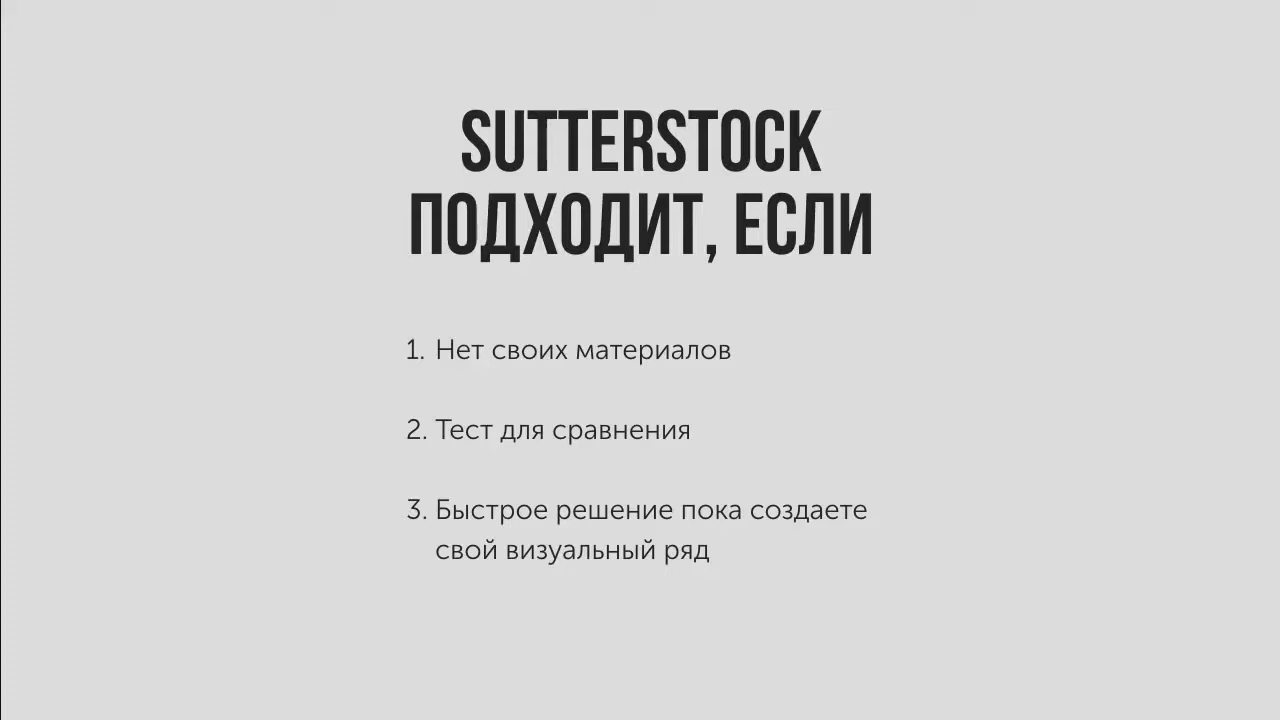 SUTTERSTOCK
ПОДХОДИТ, ЕСЛИ
1. Нет своих материалов
2. Тест для сравнения
3. Быстрое решение пока создаете
свой визуальный ряд